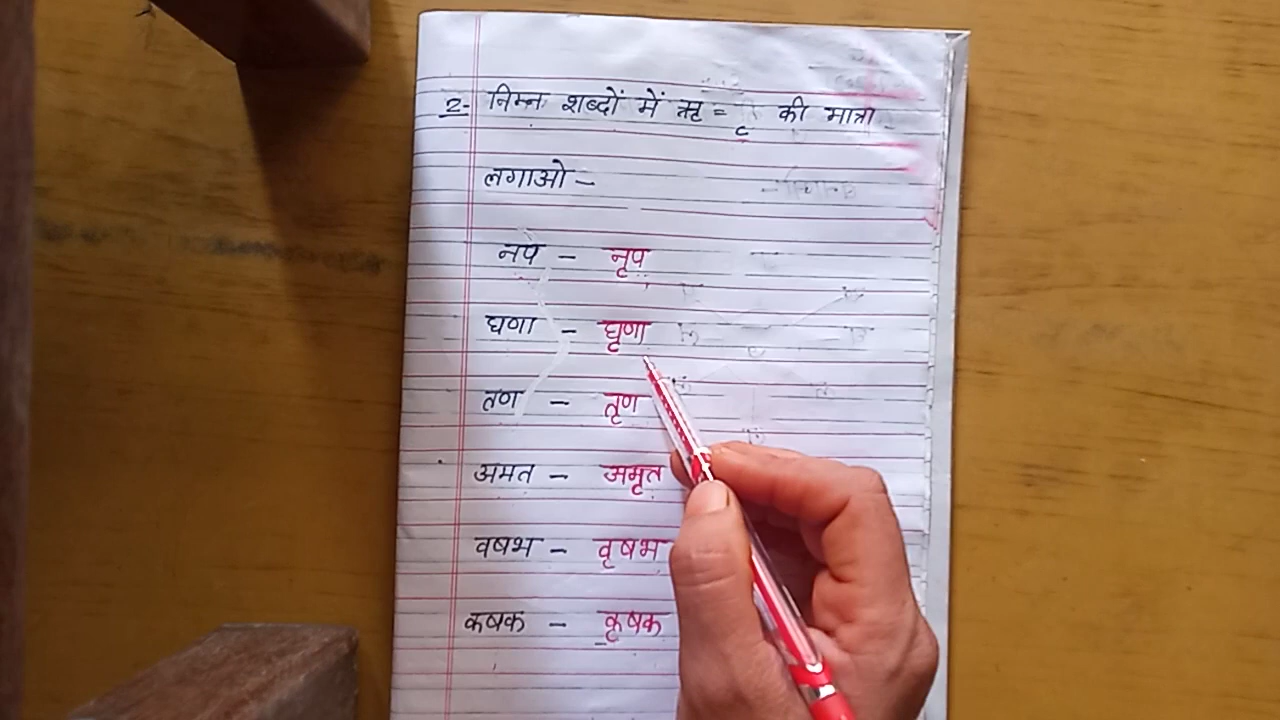 2- निम्न शब्दों में ऋ = ृ की मात्रा
लगाओ -
नप - नृप
घणा - घृणा
तण - तृण
अमत - अमृत
वषभ - वृषभ
कषक - कृषक